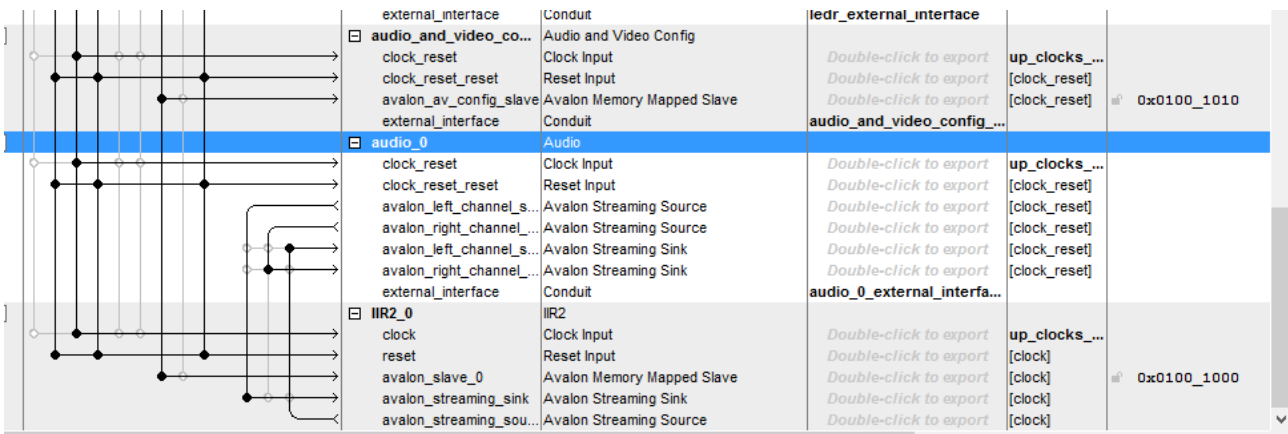 external_interface Conduit ledr_external_interface
audio_and_video_co... Audio and Video Config
clock_reset Clock Input Double-click to export up_clocks_...
clock_reset_reset Reset Input Double-click to export [clock_reset]
avalon_av_config_slave Avalon Memory Mapped Slave Double-click to export [clock_reset] 0x0100_1010
external_interface Conduit audio_and_video_config_...
audio_0 Audio
clock_reset Clock Input Double-click to export up_clocks_...
clock_reset_reset Reset Input Double-click to export [clock_reset]
avalon_left_channel_s... Avalon Streaming Source Double-click to export [clock_reset]
avalon_right_channel_... Avalon Streaming Source Double-click to export [clock_reset]
avalon_left_channel_s... Avalon Streaming Sink Double-click to export [clock_reset]
avalon_right_channel_... Avalon Streaming Sink Double-click to export [clock_reset]
external_interface Conduit audio_0_external_interfa...
IIR2_0 IIR2
clock Clock Input Double-click to export up_clocks_...
reset Reset Input Double-click to export [clock]
avalon_slave_0 Avalon Memory Mapped Slave Double-click to export [clock] 0x0100_1000
avalon_streaming_sink Avalon Streaming Sink Double-click to export [clock]
avalon_streaming_sou... Avalon Streaming Source Double-click to export [clock]